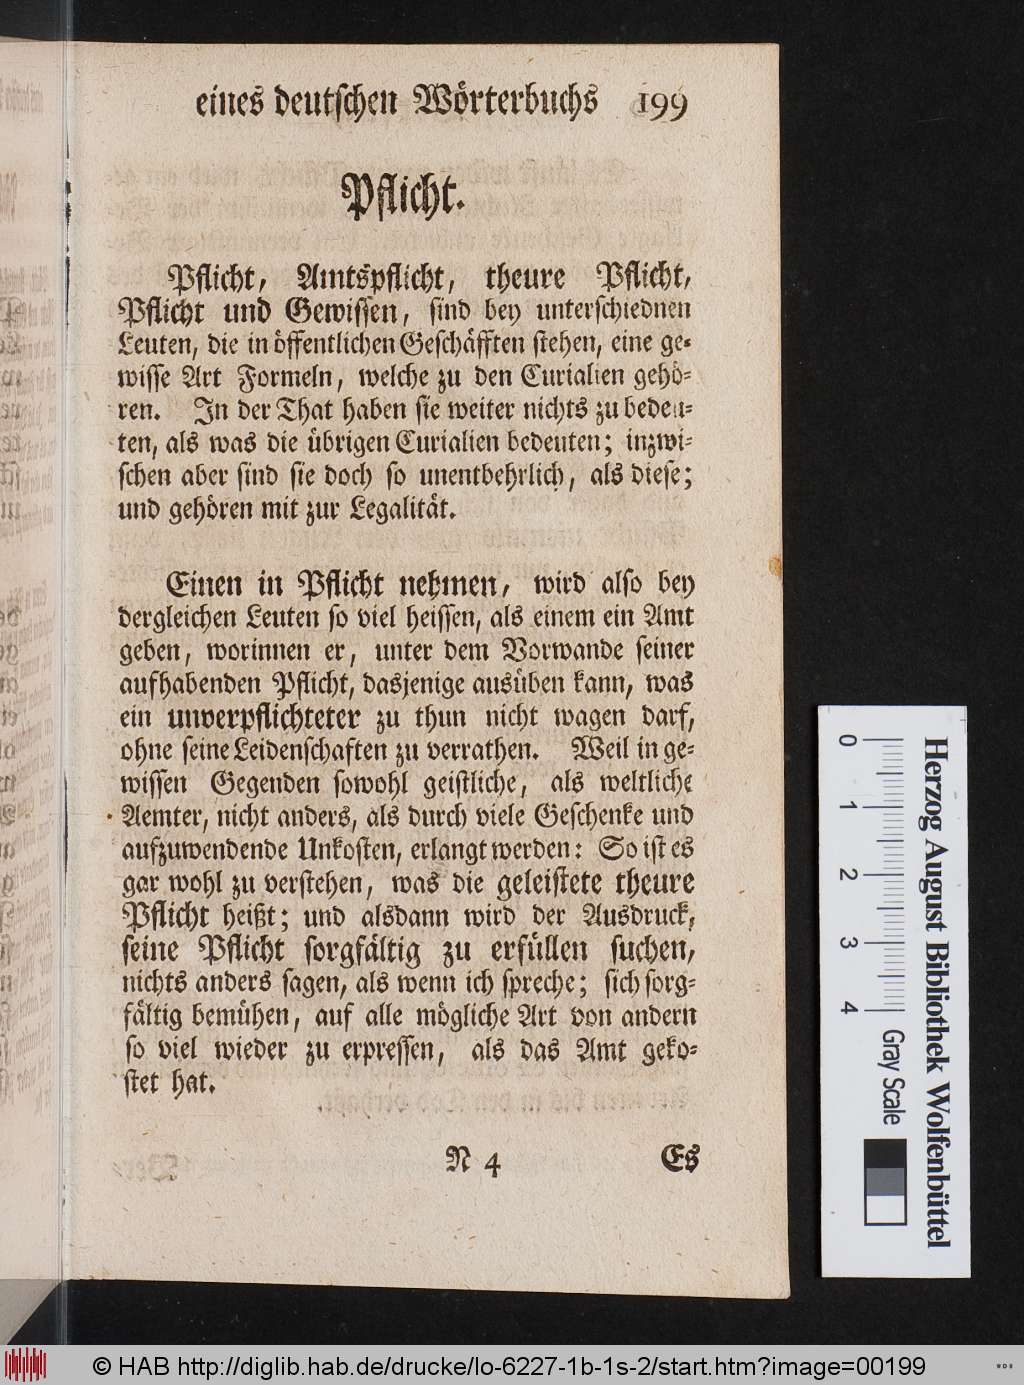 eines deutschen Wörterbuchs 199
Pflicht.
Pflicht, Amtspflicht, theure Pflicht,
Pflicht und Gewissen, sind bey unterschiednen
Leuten, die in öffentlichen Geschäfften stehen, eine ge-
wisse Art Formeln, welche zu den Curialien gehö-
ren. In der That haben sie weiter nichts zu bedeu-
ten, als was die übrigen Curialien bedeuten; inzwi-
schen aber sind sie doch so unentbehrlich, als diese;
und gehören mit zur Legalität.
Einen in Pflicht nehmen, wird also bey
dergleichen Leuten so viel heissen, als einem ein Amt
geben, worinnen er, unter dem Vorwande seiner
aufhabenden Pflicht, dasjenige ausüben kann, was
ein unverpflichteter zu thun nicht wagen darf,
ohne seine Leidenschaften zu verrathen. Weil in ge-
wissen Gegenden sowohl geistliche, als weltliche
Aemter, nicht anders, als durch viele Geschenke und
aufzuwendende Unkosten, erlangt werden: So ist es
gar wohl zu verstehen, was die geleistete theure
Pflicht heißt; und alsdann wird der Ausdruck,
seine Pflicht sorgfältig zu erfüllen suchen,
nichts anders sagen, als wenn ich spreche; sich sorg-
fältig bemühen, auf alle mögliche Art von andern
so viel wieder zu erpressen, als das Amt geko-
stet hat.
N 4 Es
Herzog August Bibliothek Wolfenbüttel
0 1 2 3 4 Gray Scale
© HAB http://diglib.hab.de/drucke/lo-6227-1b-1s-2/start.htm?image=00199